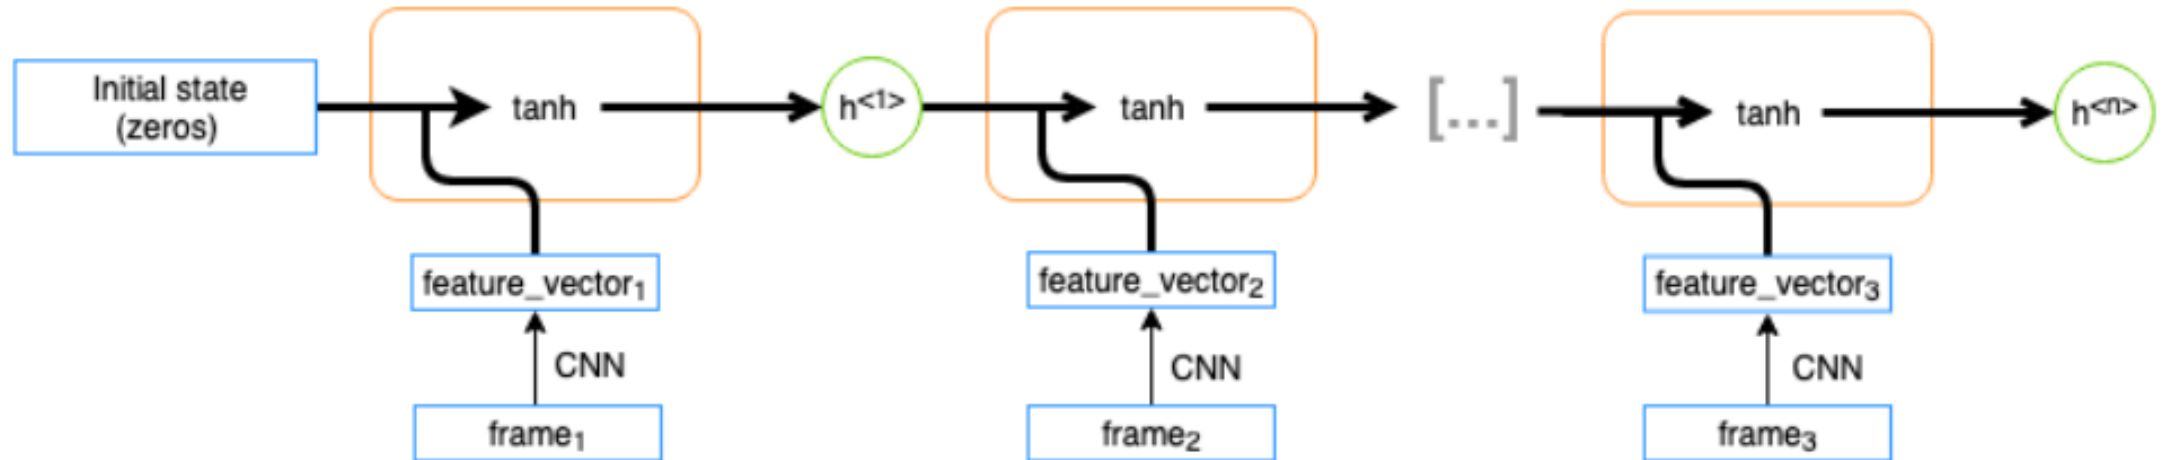 Initial state
(zeros)
tanh
h<1>
tanh
[...]
tanh
h<n>
feature_vector1
feature_vector2
feature_vector3
CNN
CNN
CNN
frame1
frame2
frame3